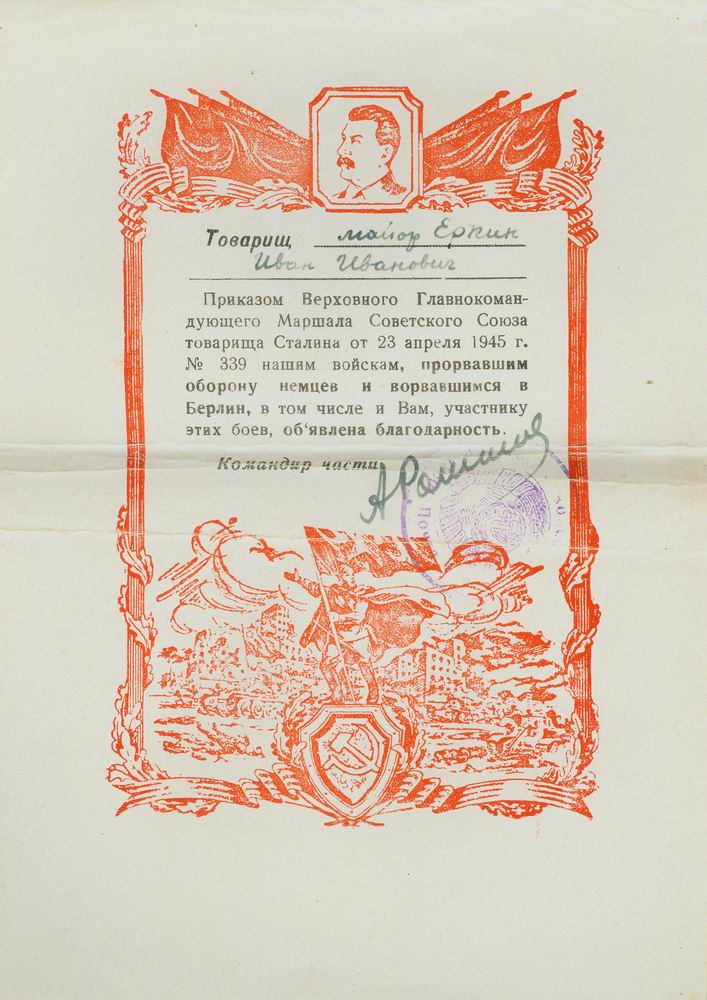 Товарищ майор Еркин
Иван Иванович
Приказом Верховного Главнокоман-
дующего Маршала Советского Союза
товарища Сталина от 23 апреля 1945 г.
№ 339 нашим войскам, прорвавшим
оборону немцев и ворвавшимся в
Берлин, в том числе и Вам, участнику
этих боев, об‘явлена благодарность.
Командир части